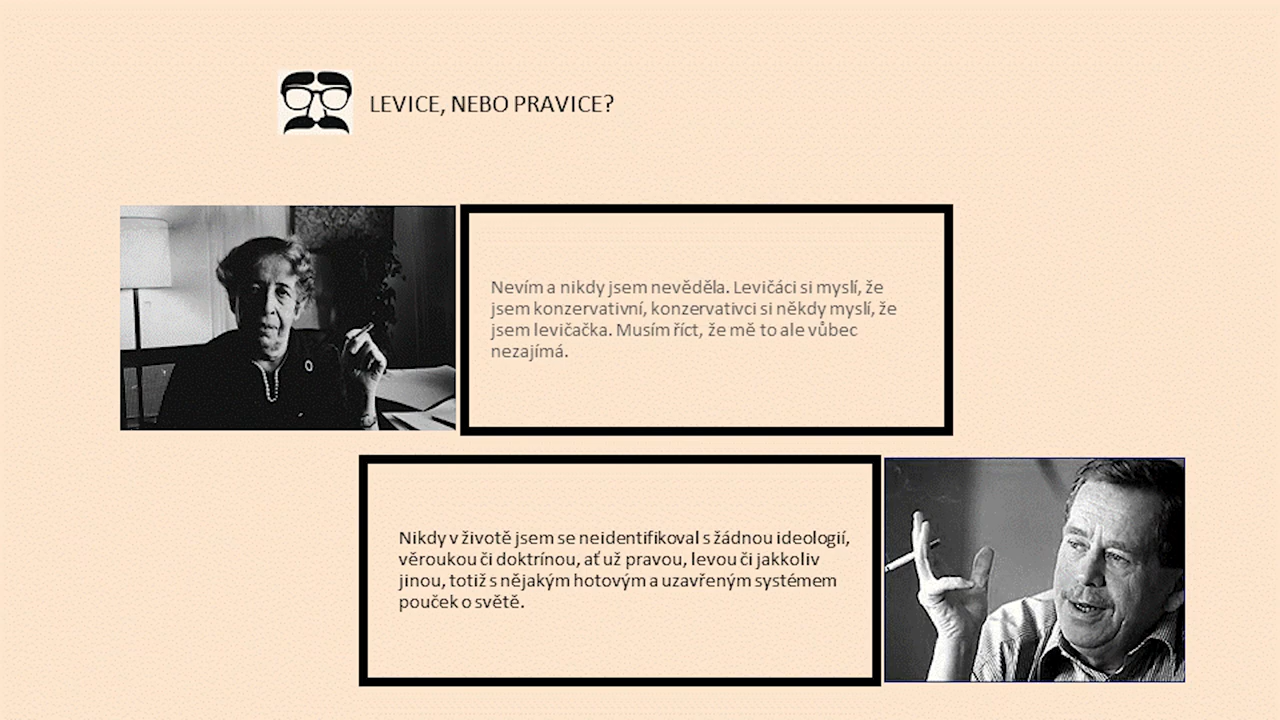 LEVICE, NEBO PRAVICE?
Nevím a nikdy jsem nevěděla. Levičáci si myslí, že
jsem konzervativní, konzervativci si někdy myslí, že
jsem levičačka. Musím říct, že mě to ale vůbec
nezajímá.
Nikdy v životě jsem se neidentifikoval s žádnou ideologií,
věroukou či doktrínou, ať už pravou, levou či jakkoliv
jinou, totiž s nějakým hotovým a uzavřeným systémem
pouček o světě.